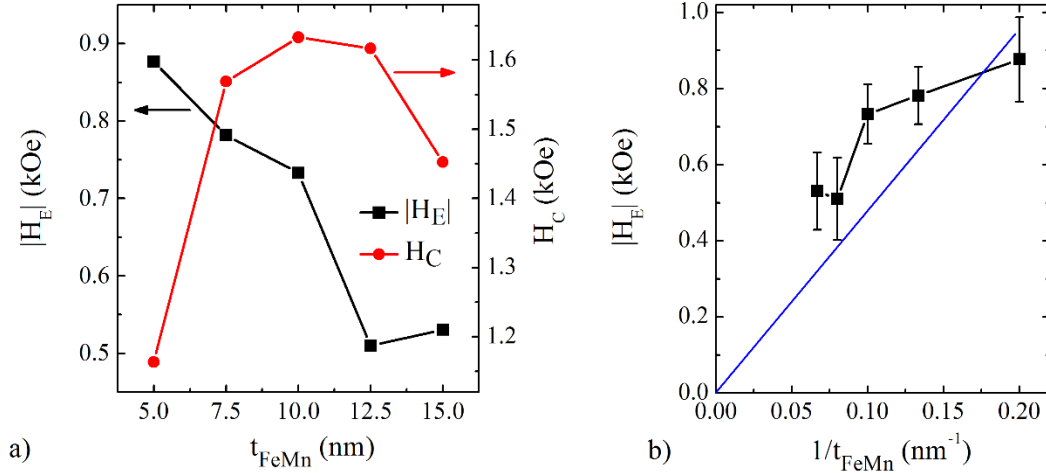 0.9
0.8
0.7
0.6
0.5
|H_E| (kOe)
1.6
1.5
1.4
1.3
1.2
H_C (kOe)
|H_E|
H_C
5.0 7.5 10.0 12.5 15.0
a) t_FeMn (nm)
1.0
0.8
0.6
0.4
0.2
0.0
|H_E| (kOe)
0.00 0.05 0.10 0.15 0.20
b) 1/t_FeMn (nm⁻¹)